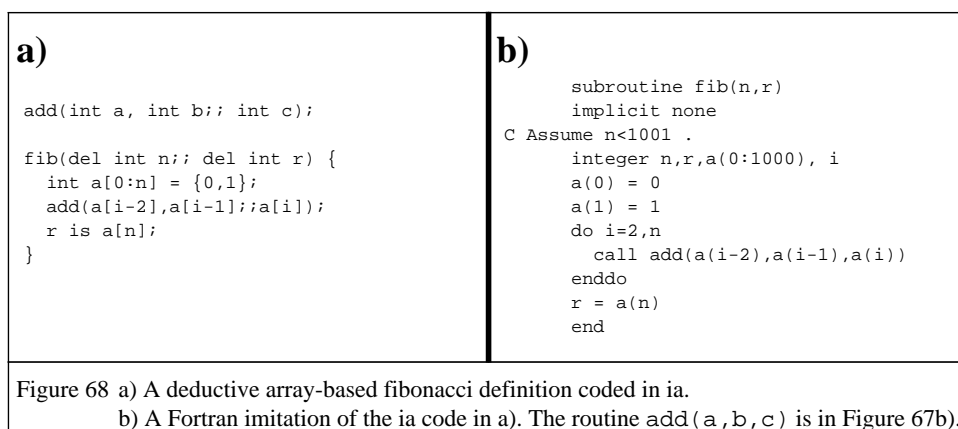 a)
add(int a, int b;; int c);
fib(del int n;; del int r) {
  int a[0:n] = {0,1};
  add(a[i-2],a[i-1];;a[i]);
  r is a[n];
}
b)
      subroutine fib(n,r)
      implicit none
C Assume n<1001 .
      integer n,r,a(0:1000), i
      a(0) = 0
      a(1) = 1
      do i=2,n
        call add(a(i-2),a(i-1),a(i))
      enddo
      r = a(n)
      end
Figure 68 a) A deductive array-based fibonacci definition coded in ia.
b) A Fortran imitation of the ia code in a). The routine add(a,b,c) is in Figure 67b).